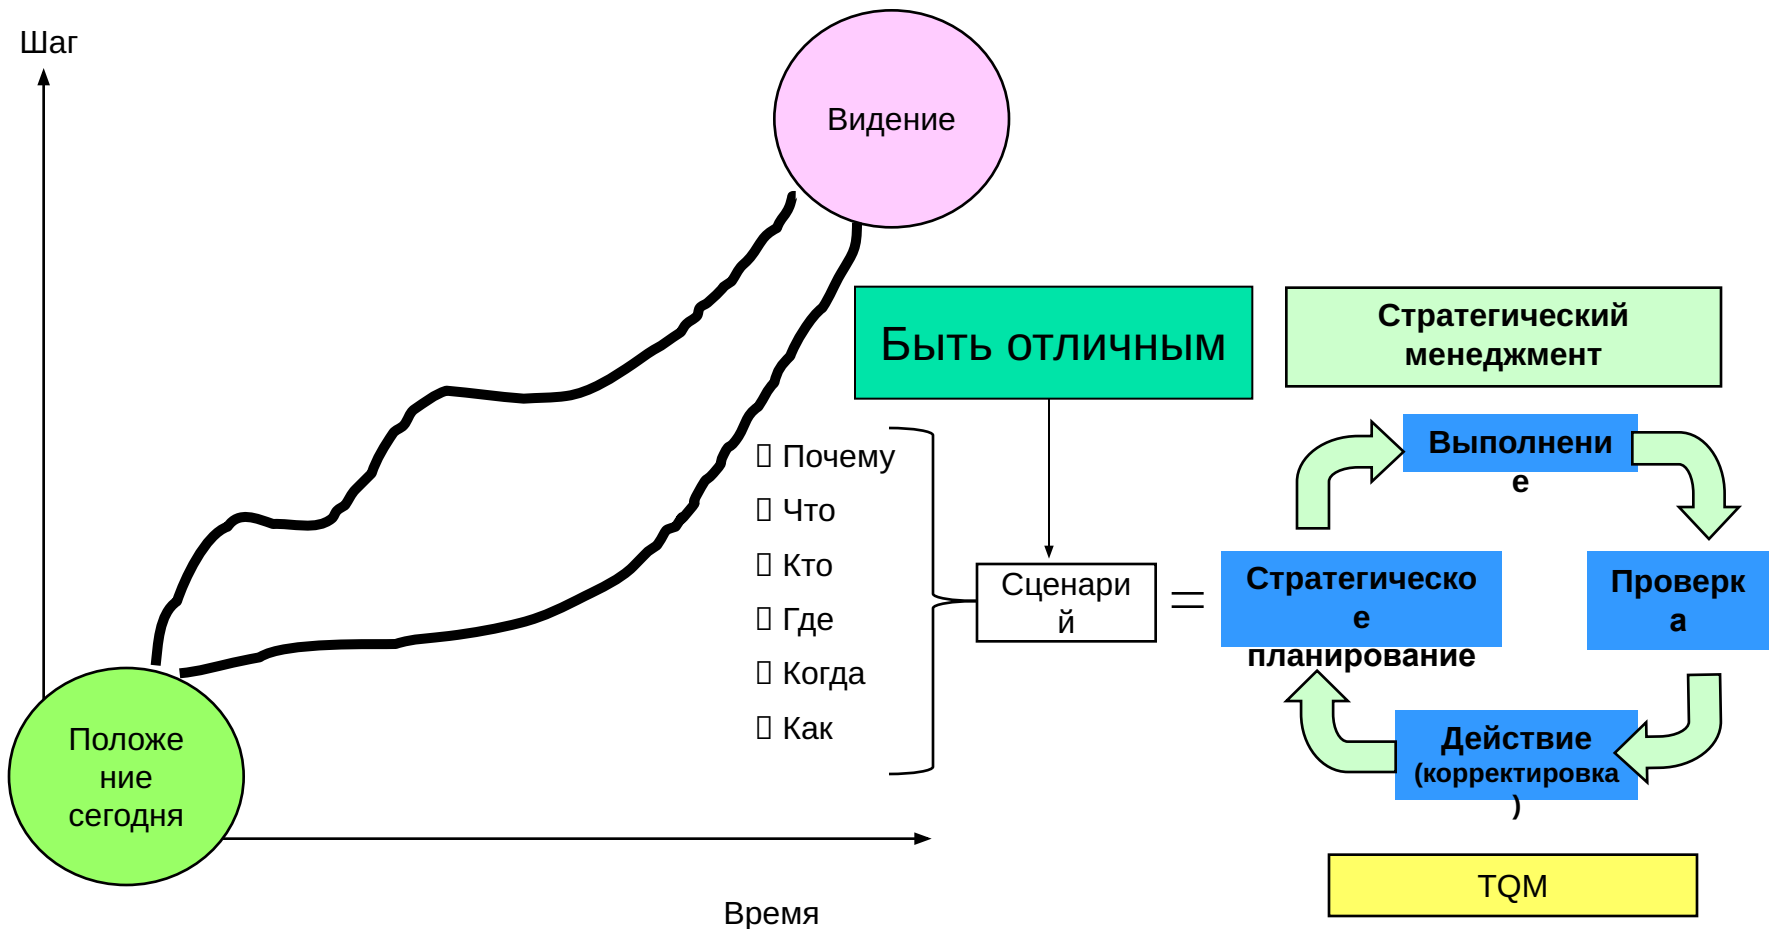 Шаг
Видение
Быть отличным
Стратегический
менеджмент
Выполнени
е
Почему
Что
Кто
Где
Когда
Как
Сценари
й
=
Стратегическо
е
планирование
Проверк
а
Действие
(корректировка
)
Положе
ние
сегодня
TQM
Время